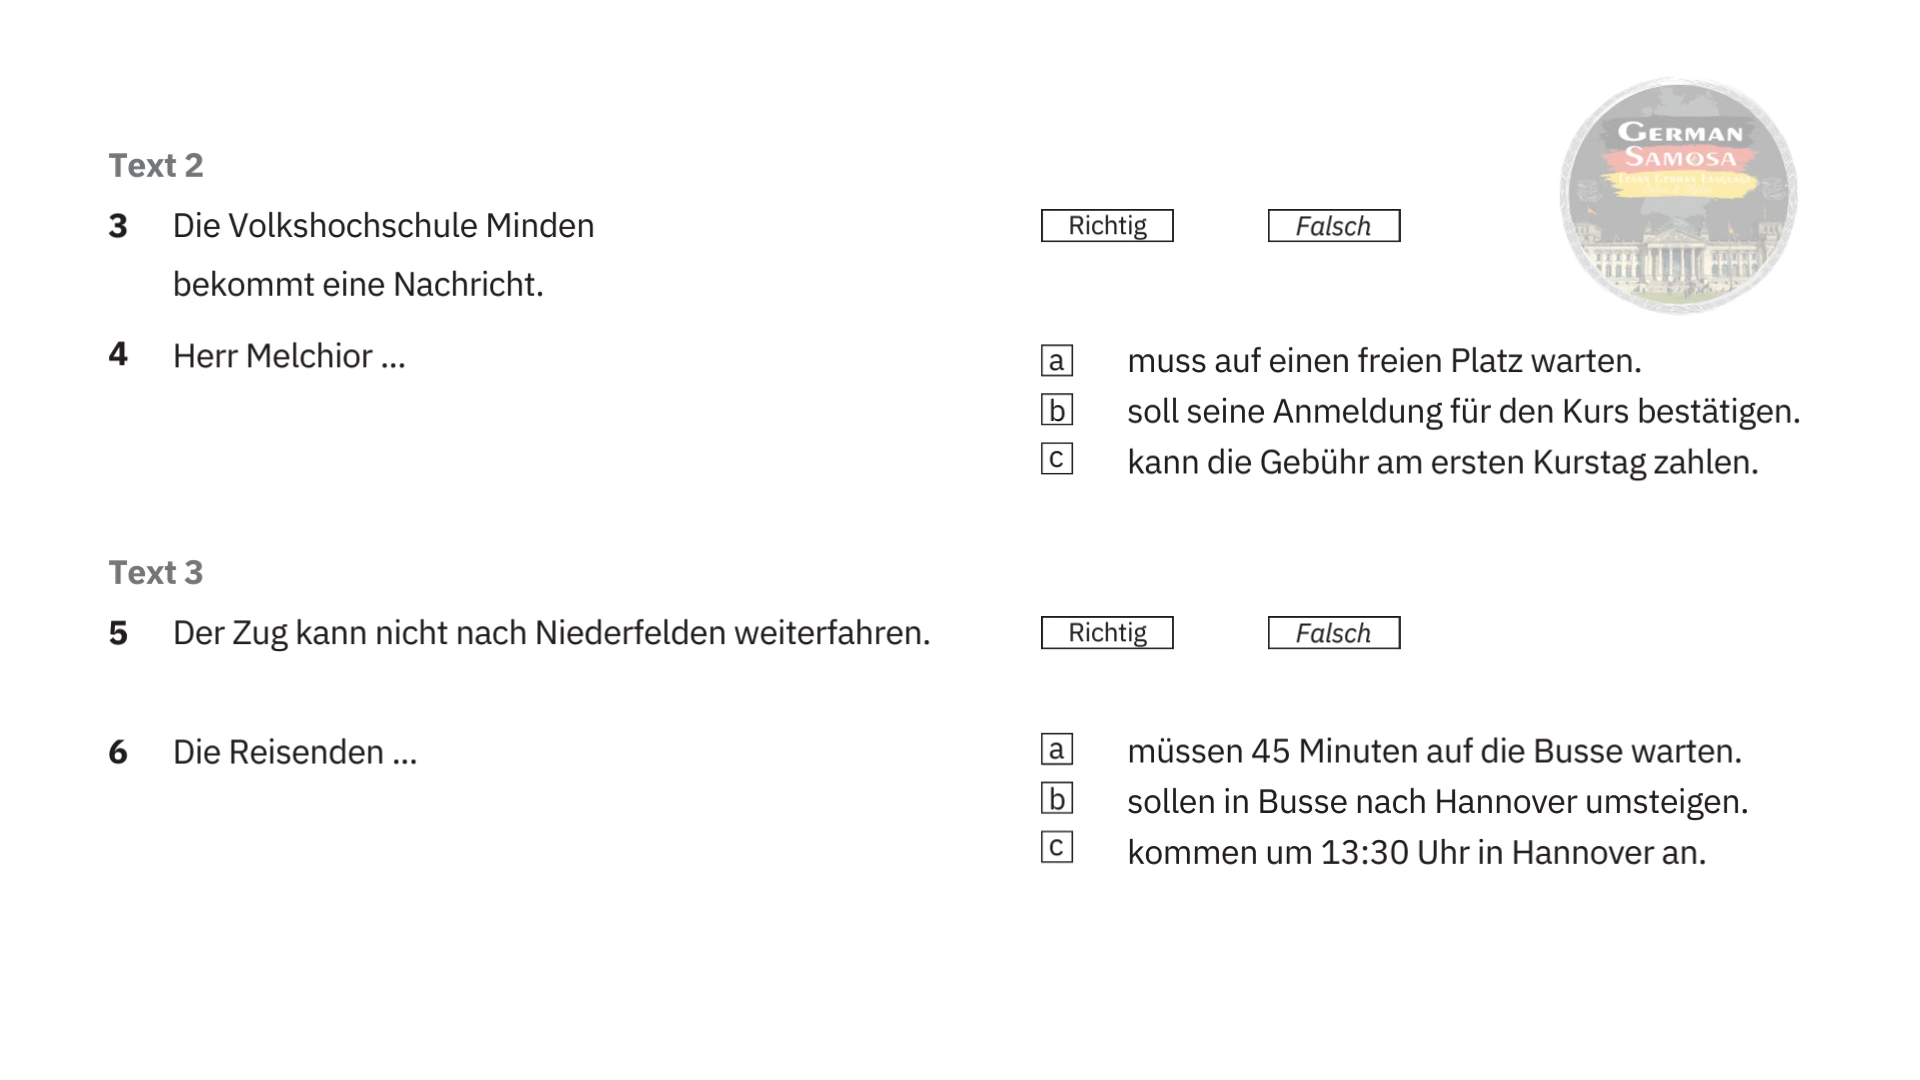 GERMAN
SAMOSA
LEARN GERMAN LANGUAGE
Text 2
3 Die Volkshochschule Minden
bekommt eine Nachricht.
Richtig Falsch
4 Herr Melchior ...
a muss auf einen freien Platz warten.
b soll seine Anmeldung für den Kurs bestätigen.
c kann die Gebühr am ersten Kurstag zahlen.
Text 3
5 Der Zug kann nicht nach Niederfelden weiterfahren.
Richtig Falsch
6 Die Reisenden ...
a müssen 45 Minuten auf die Busse warten.
b sollen in Busse nach Hannover umsteigen.
c kommen um 13:30 Uhr in Hannover an.